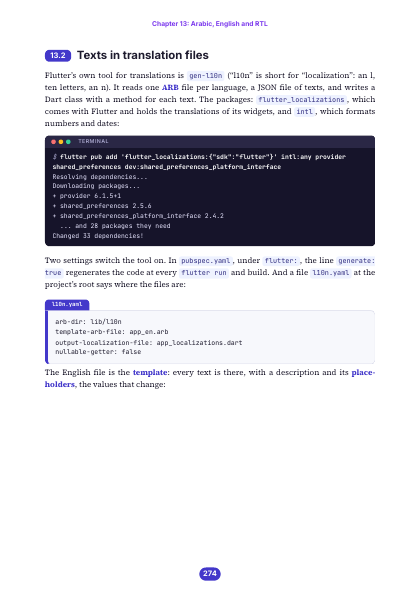 Chapter 13: Arabic, English and RTL
13.2 Texts in translation files
Flutter's own tool for translations is gen-l10n ("l10n" is short for "localization": an l,
ten letters, an n). It reads one ARB file per language, a JSON file of texts, and writes a
Dart class with a method for each text. The packages: flutter_localizations, which
comes with Flutter and holds the translations of its widgets, and intl, which formats
numbers and dates:
TERMINAL
$ flutter pub add 'flutter_localizations:{"sdk":"flutter"}' intl:any provider
shared_preferences dev:shared_preferences_platform_interface
Resolving dependencies...
Downloading packages...
+ provider 6.1.5+1
+ shared_preferences 2.5.6
+ shared_preferences_platform_interface 2.4.2
... and 28 packages they need
Changed 33 dependencies!
Two settings switch the tool on. In pubspec.yaml, under flutter:, the line generate:
true regenerates the code at every flutter run and build. And a file l10n.yaml at the
project's root says where the files are:
l10n.yaml
arb-dir: lib/l10n
template-arb-file: app_en.arb
output-localization-file: app_localizations.dart
nullable-getter: false
The English file is the template: every text is there, with a description and its place-
holders, the values that change:
274